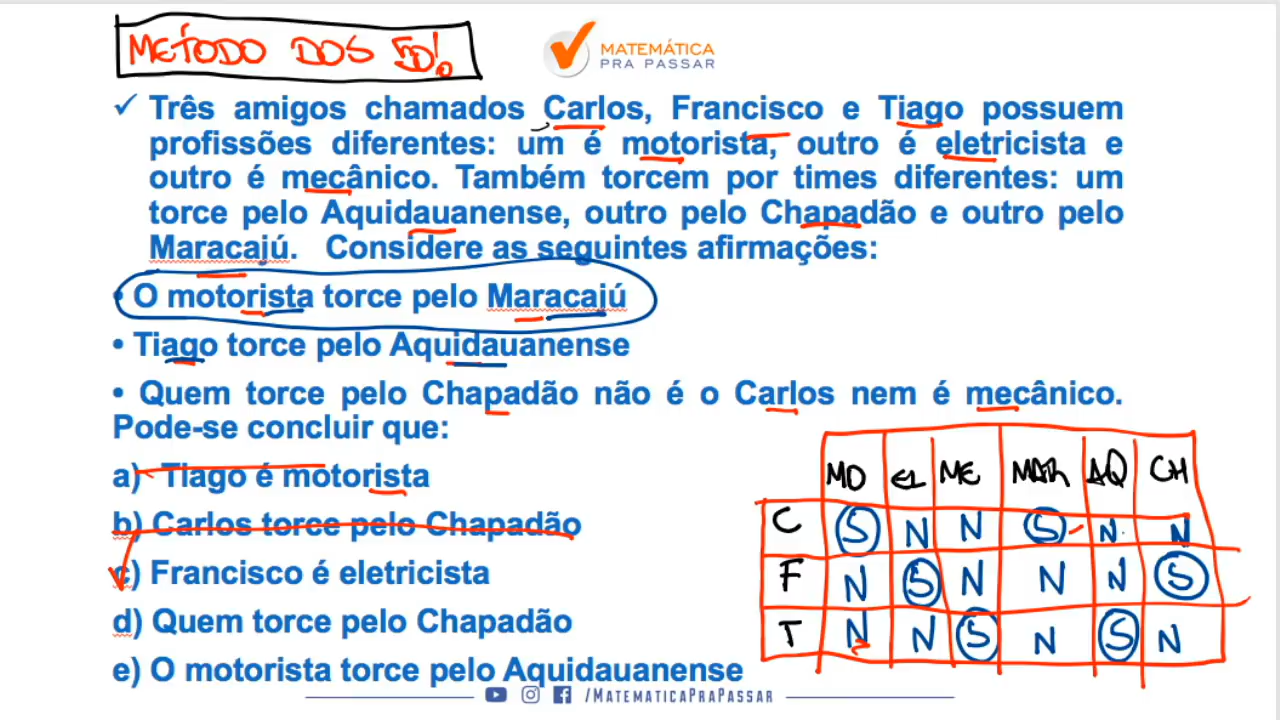 METÓDO DOS 5D!
MATEMÁTICA
PRA PASSAR
✓ Três amigos chamados Carlos, Francisco e Tiago possuem
profissões diferentes: um é motorista, outro é eletricista e
outro é mecânico. Também torcem por times diferentes: um
torce pelo Aquidauanense, outro pelo Chapadão e outro pelo
Maracajú. Considere as seguintes afirmações:
• O motorista torce pelo Maracajú
• Tiago torce pelo Aquidauanense
• Quem torce pelo Chapadão não é o Carlos nem é mecânico.
Pode-se concluir que:
a) Tiago é motorista
b) Carlos torce pelo Chapadão
c) Francisco é eletricista
d) Quem torce pelo Chapadão
e) O motorista torce pelo Aquidauanense
MO EL ME MAR AQ CH
C S N N S N N
F N S N N N S
T N N S N S N
/MATEMATICAPRAPASSAR